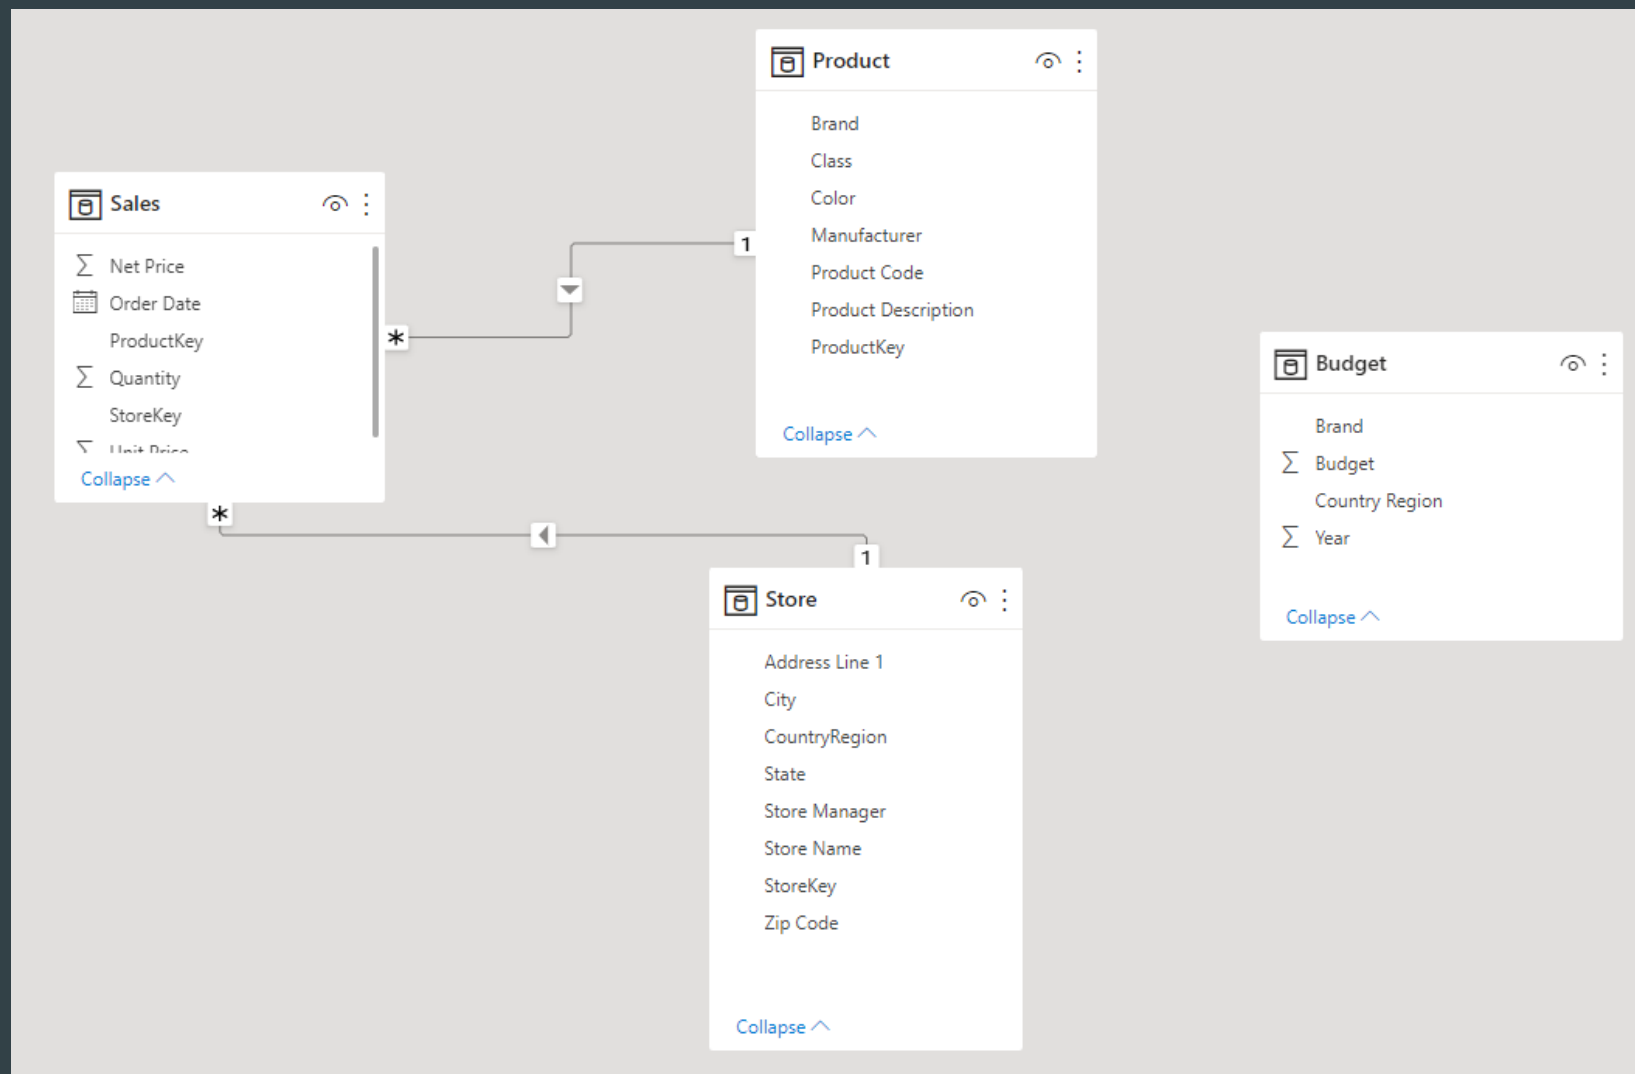 Product
Brand
Class
Color
Manufacturer
Product Code
Product Description
ProductKey
Collapse
Sales
Net Price
Order Date
ProductKey
Quantity
StoreKey
Unit Price
Collapse
1
*
*
1
Store
Address Line 1
City
CountryRegion
State
Store Manager
Store Name
StoreKey
Zip Code
Collapse
Budget
Brand
Budget
Country Region
Year
Collapse